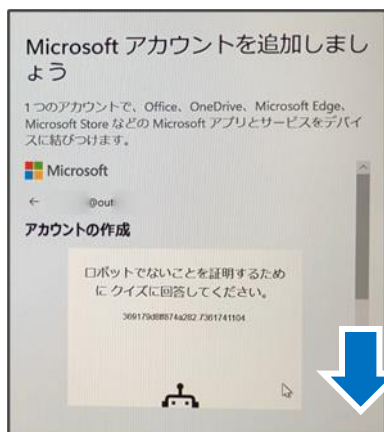 Microsoft アカウントを追加しまし
ょう
1 つのアカウントで、Office、OneDrive、Microsoft Edge、
Microsoft Store などの Microsoft アプリとサービスをデバイ
スに結びつけます。
Microsoft
← @out
アカウントの作成
ロボットでないことを証明するため
に クイズに回答してください。